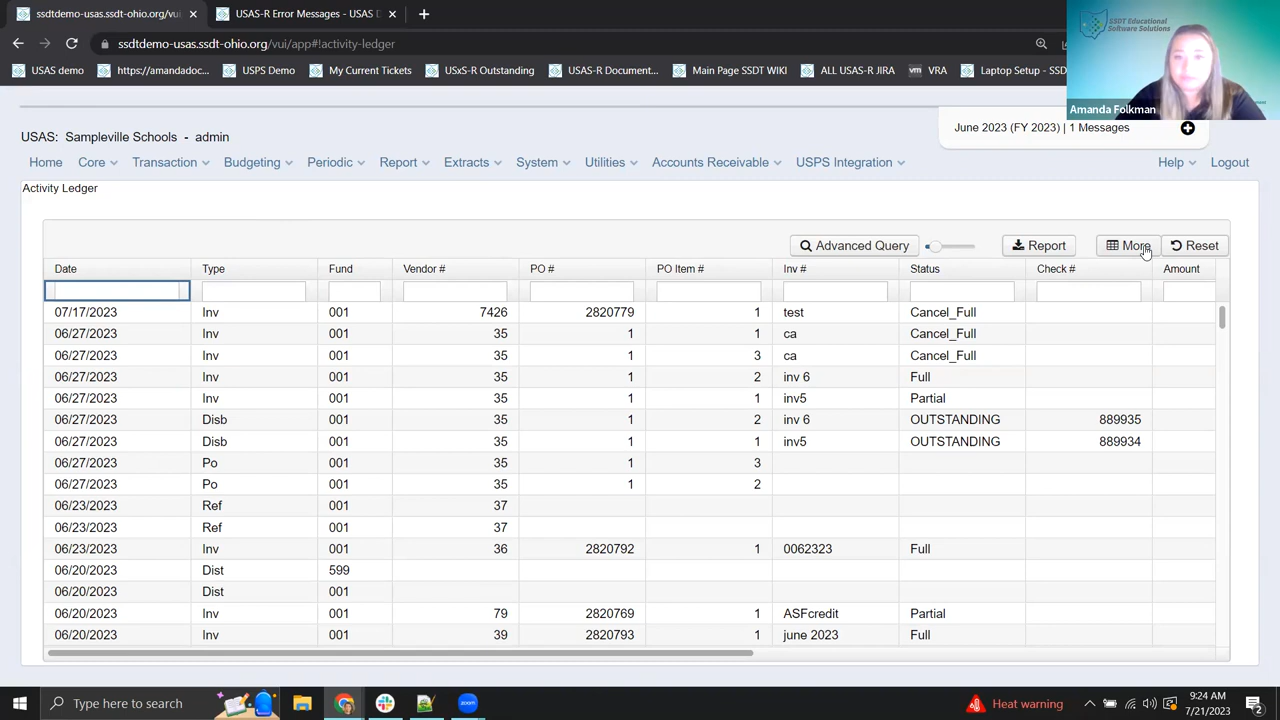 ssdtdemo-usas.ssdt-ohio.org/vui
USAS-R Error Messages - USAS D
ssdtdemo-usas.ssdt-ohio.org/vui/app#!activity-ledger
USAS demo
https://amandadoc...
USPS Demo
My Current Tickets
USxS-R Outstanding
USAS-R Document...
Main Page SSDT WIKI
ALL USAS-R JIRA
vm VRA
Laptop Setup - SSD
SSDT Educational
Software Solutions
Amanda Folkman
USAS: Sampleville Schools - admin
June 2023 (FY 2023) | 1 Messages
Home Core Transaction Budgeting Periodic Report Extracts System Utilities Accounts Receivable USPS Integration Help Logout
Activity Ledger
Advanced Query Report More Reset
Date Type Fund Vendor # PO # PO Item # Inv # Status Check # Amount
07/17/2023 Inv 001 7426 2820779 1 test Cancel_Full
06/27/2023 Inv 001 35 1 1 ca Cancel_Full
06/27/2023 Inv 001 35 1 3 ca Cancel_Full
06/27/2023 Inv 001 35 1 2 inv 6 Full
06/27/2023 Inv 001 35 1 1 inv5 Partial
06/27/2023 Disb 001 35 1 2 inv 6 OUTSTANDING 889935
06/27/2023 Disb 001 35 1 1 inv5 OUTSTANDING 889934
06/27/2023 Po 001 35 1 3
06/27/2023 Po 001 35 1 2
06/23/2023 Ref 001 37
06/23/2023 Ref 001 37
06/23/2023 Inv 001 36 2820792 1 0062323 Full
06/20/2023 Dist 599
06/20/2023 Dist 001
06/20/2023 Inv 001 79 2820769 1 ASFcredit Partial
06/20/2023 Inv 001 39 2820793 1 june 2023 Full
Type here to search
zoom
Heat warning
9:24 AM
7/21/2023
2